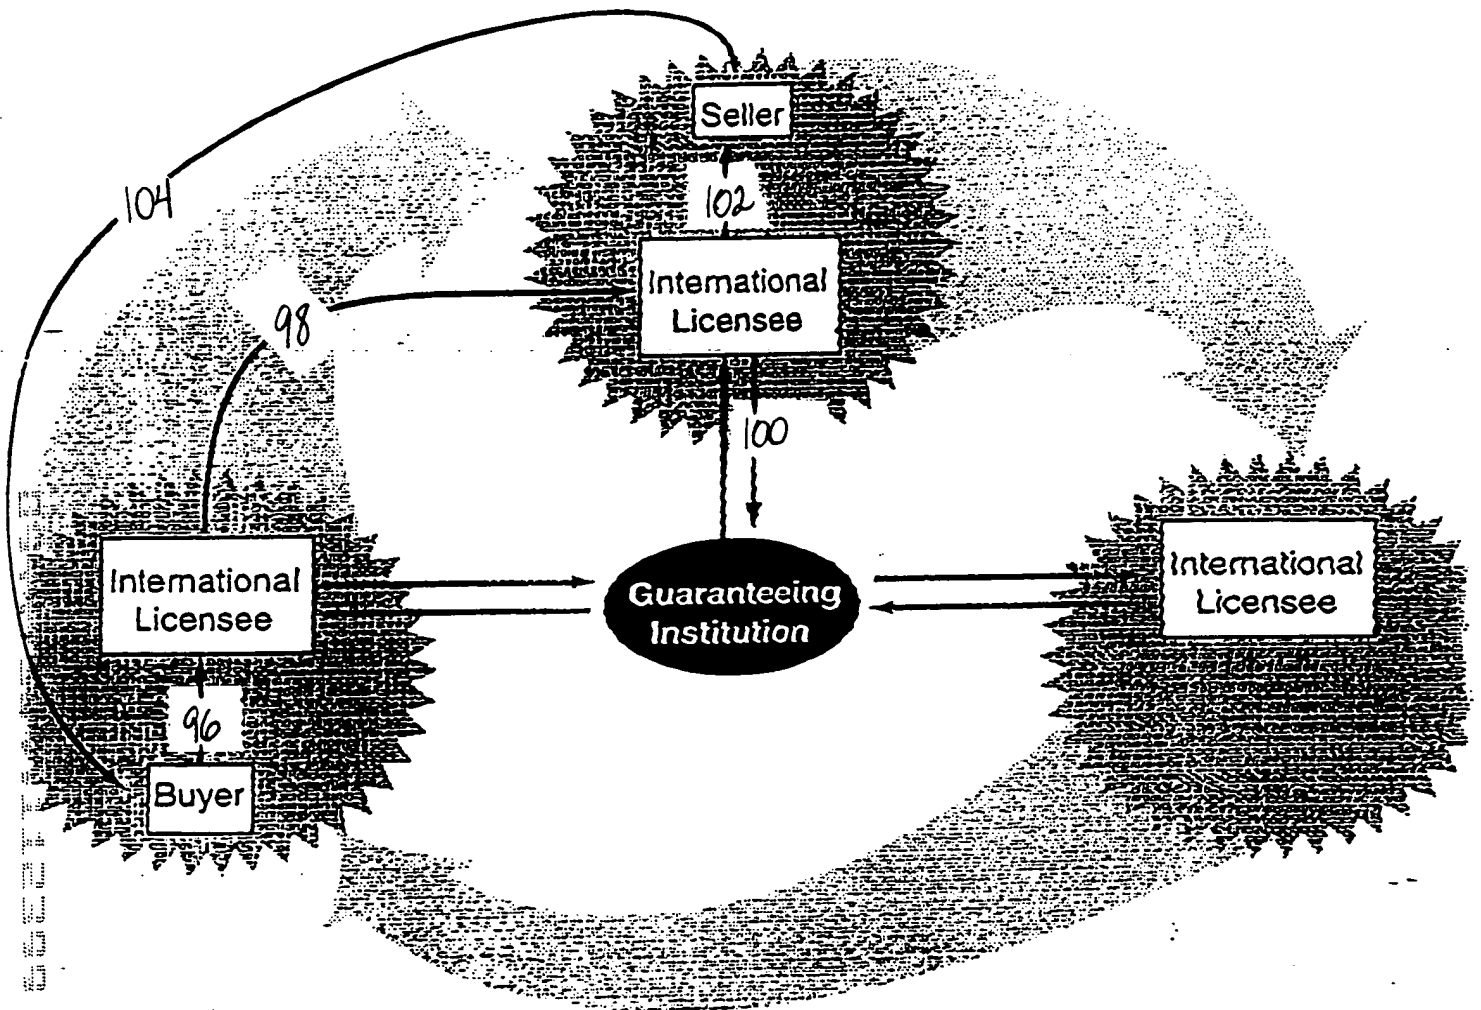 Seller
104
102
International
Licensee
98
100
International
Licensee
Guaranteeing
Institution
International
Licensee
96
Buyer